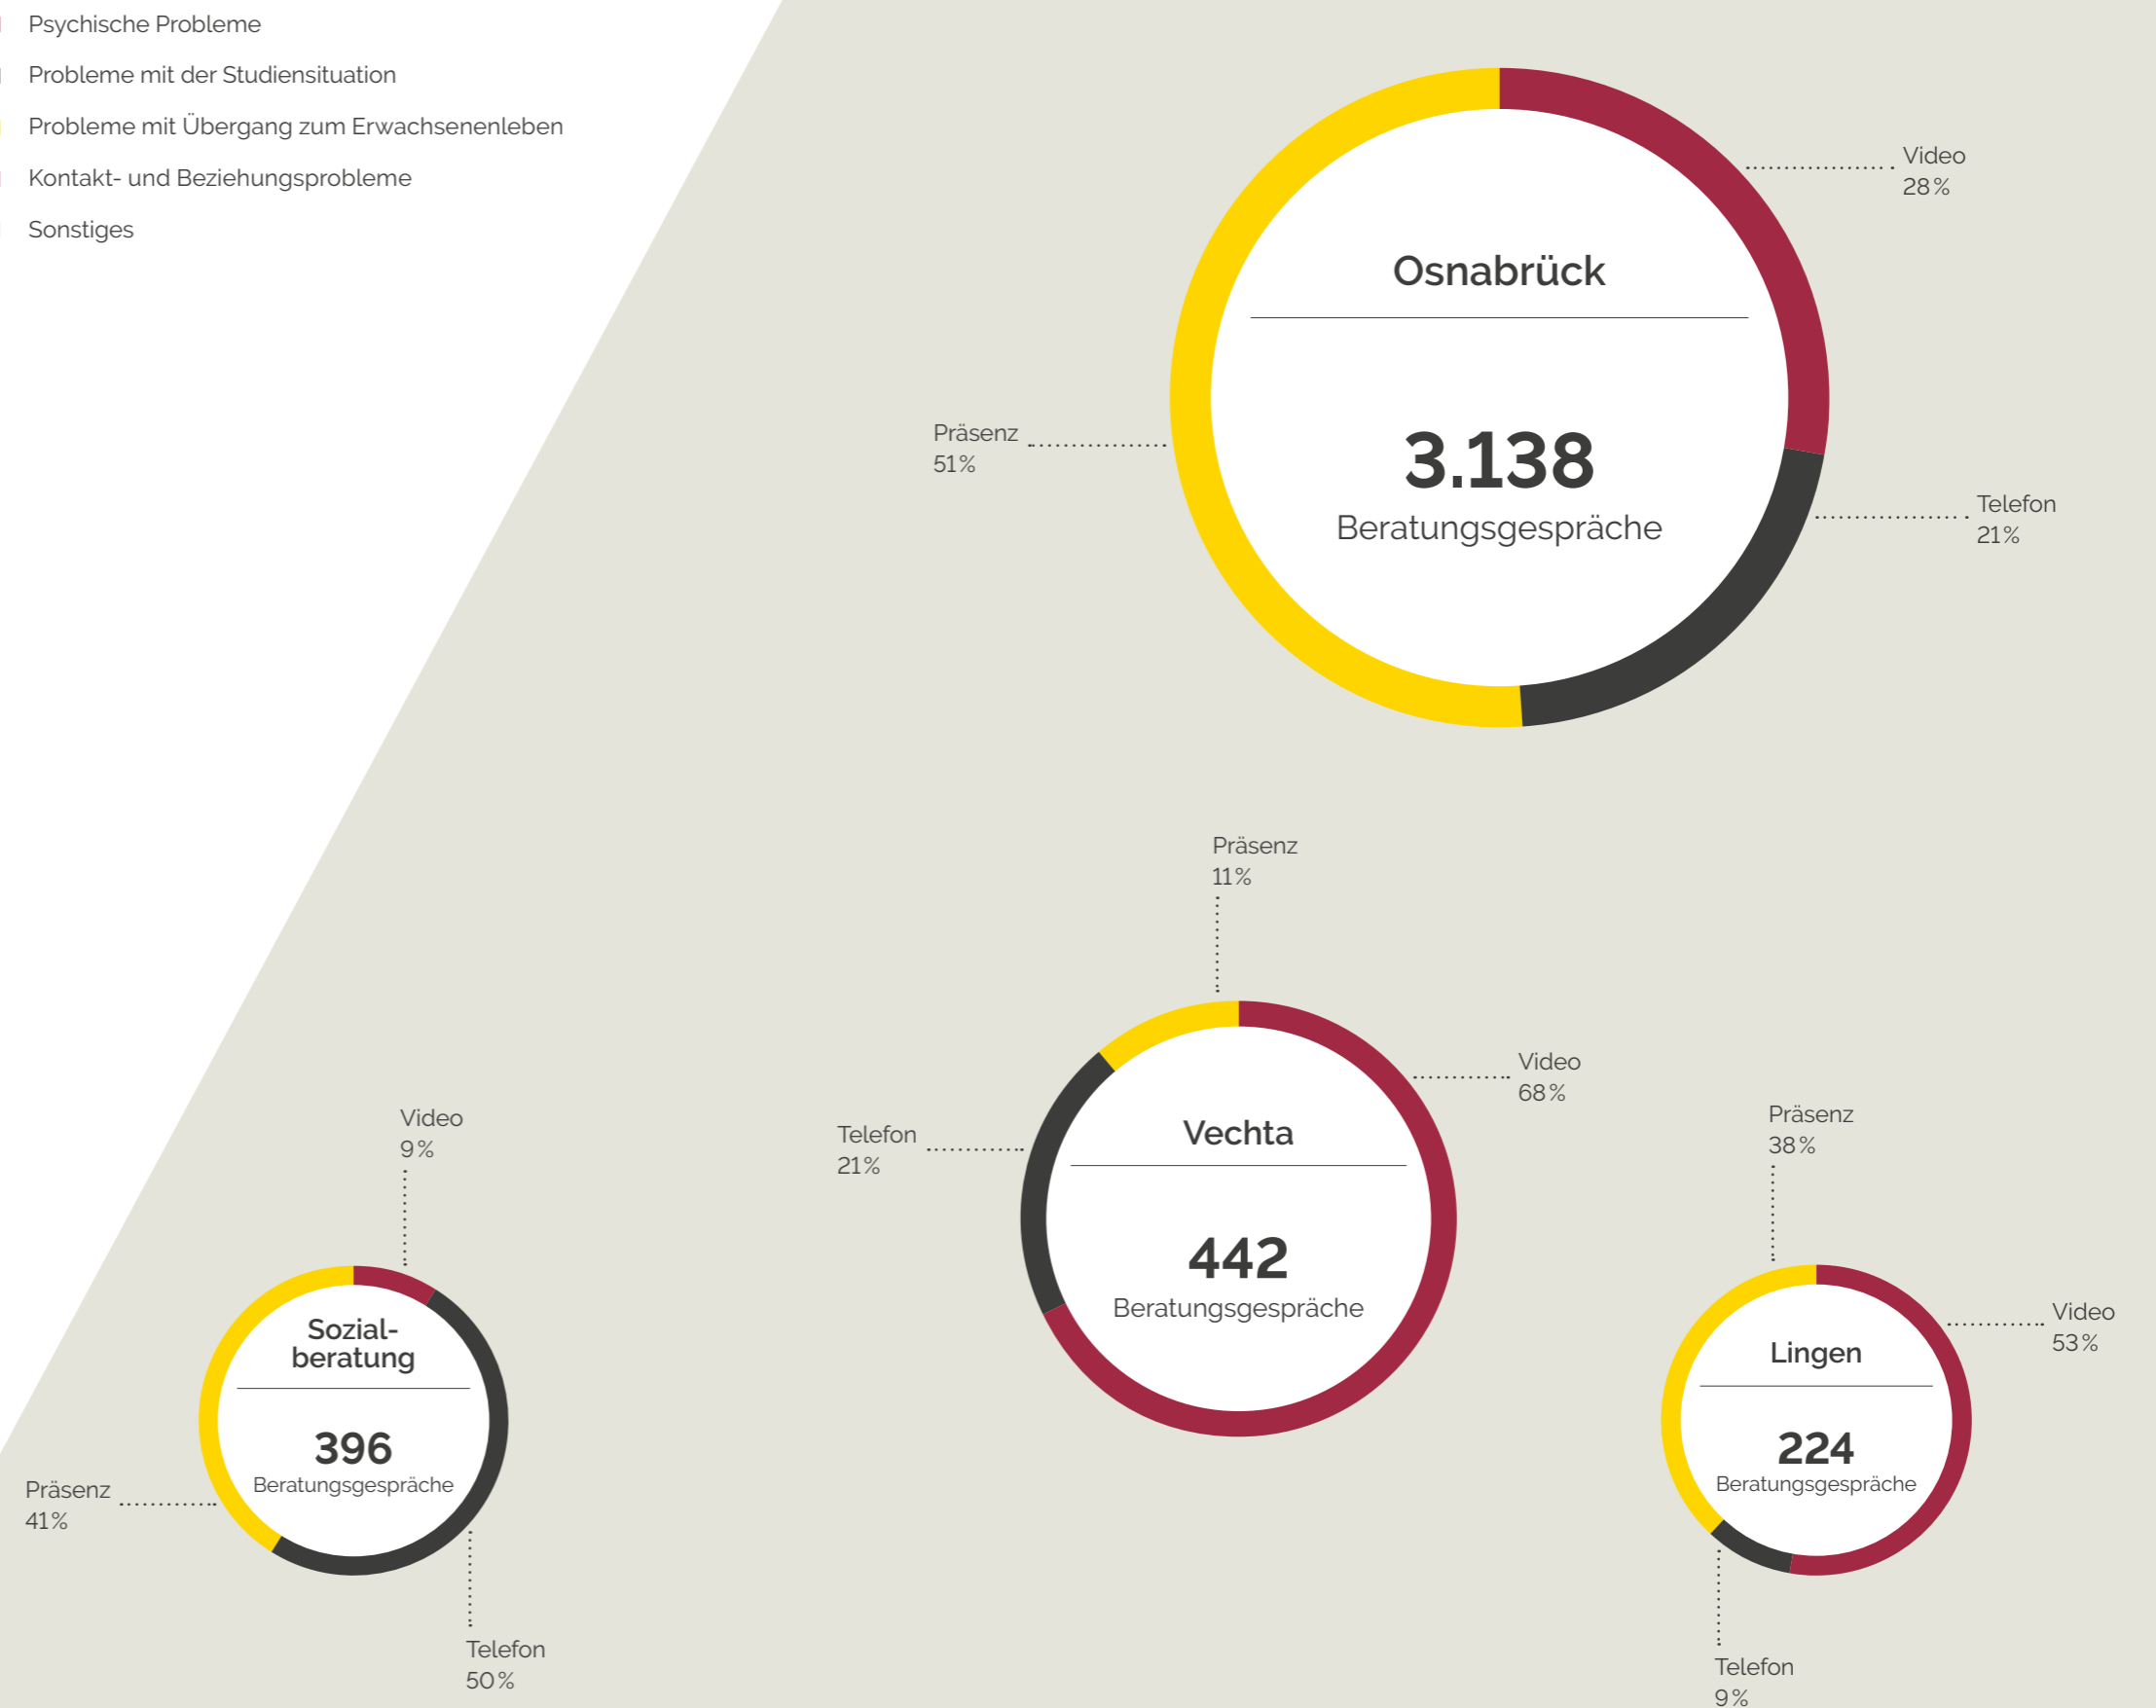 Psychische Probleme
Probleme mit der Studiensituation
Probleme mit Übergang zum Erwachsenenleben
Kontakt- und Beziehungsprobleme
Sonstiges
Osnabrück
3.138
Beratungsgespräche
Video
28%
Telefon
21%
Präsenz
51%
Vechta
442
Beratungsgespräche
Präsenz
11%
Video
68%
Telefon
21%
Sozial-
beratung
396
Beratungsgespräche
Video
9%
Präsenz
41%
Telefon
50%
Lingen
224
Beratungsgespräche
Präsenz
38%
Video
53%
Telefon
9%